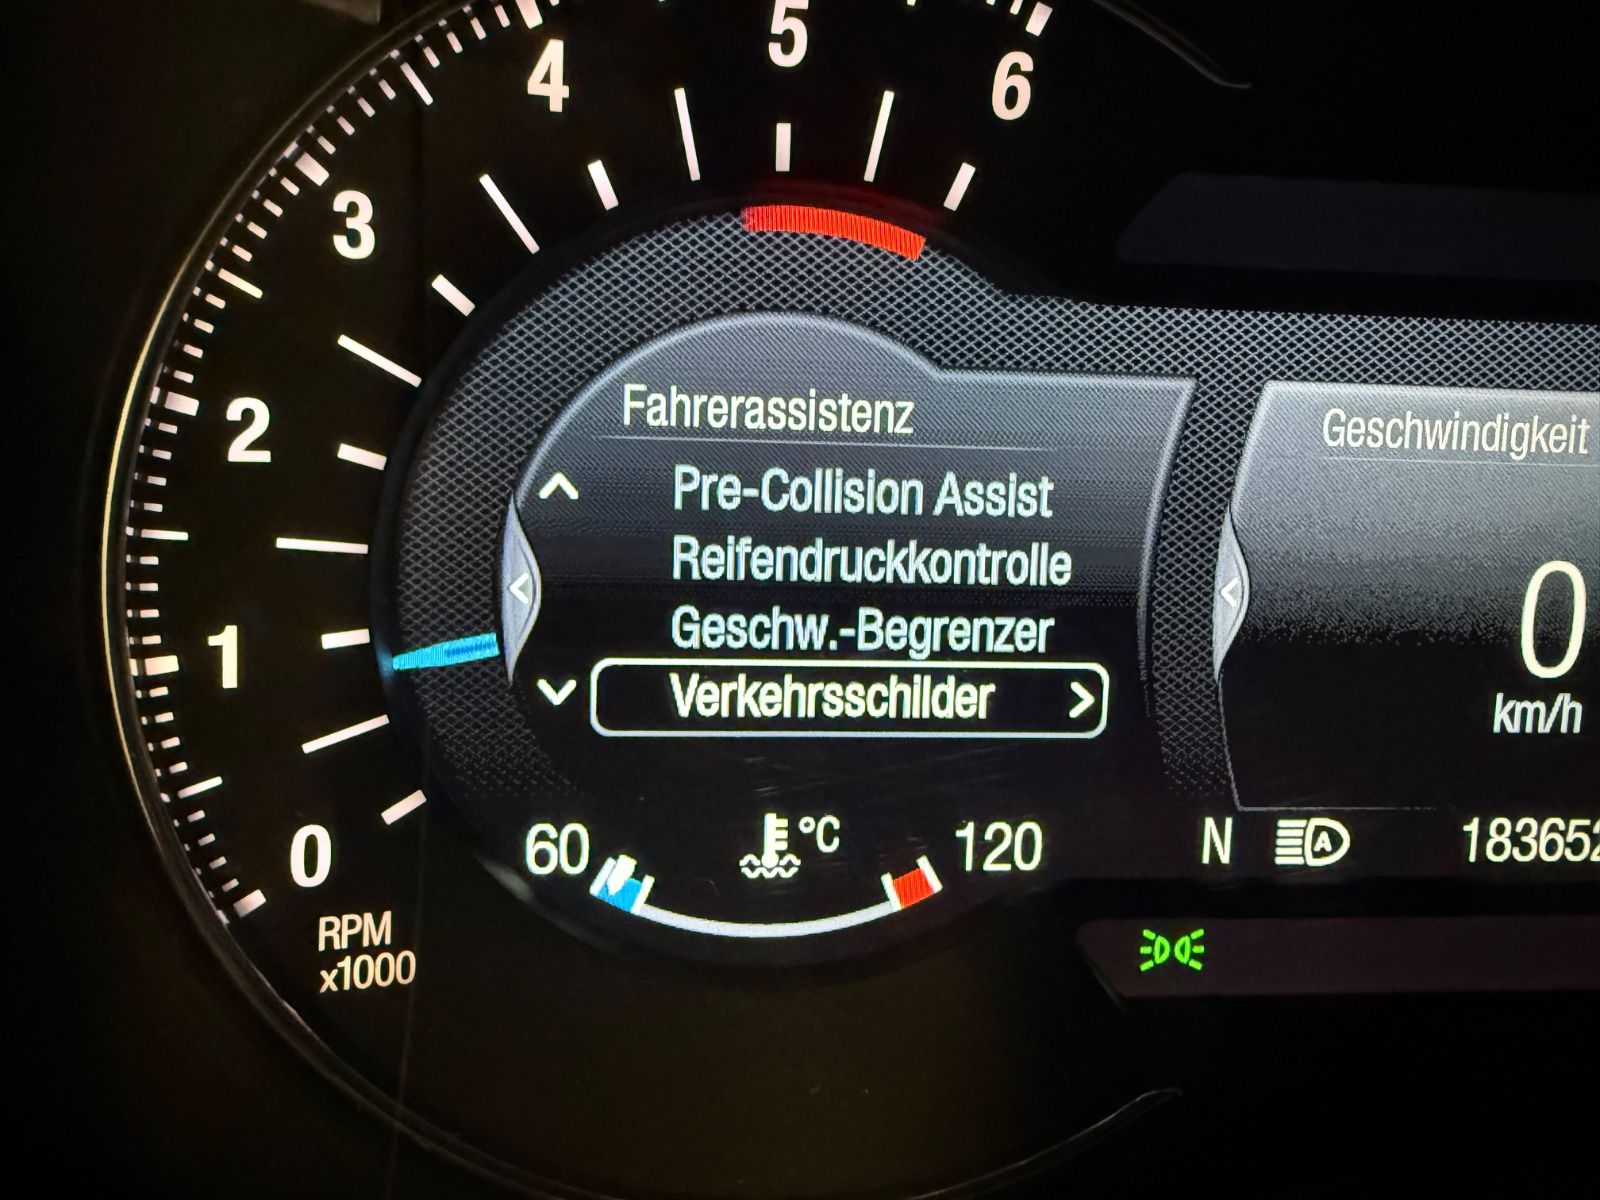 4
5
6
3
2
1
0
RPM
x1000
Fahrerassistenz
Pre-Collision Assist
Reifendruckkontrolle
Geschw.-Begrenzer
Verkehrsschilder
60
°C
120
Geschwindigkeit
0
km/h
N
A
183652